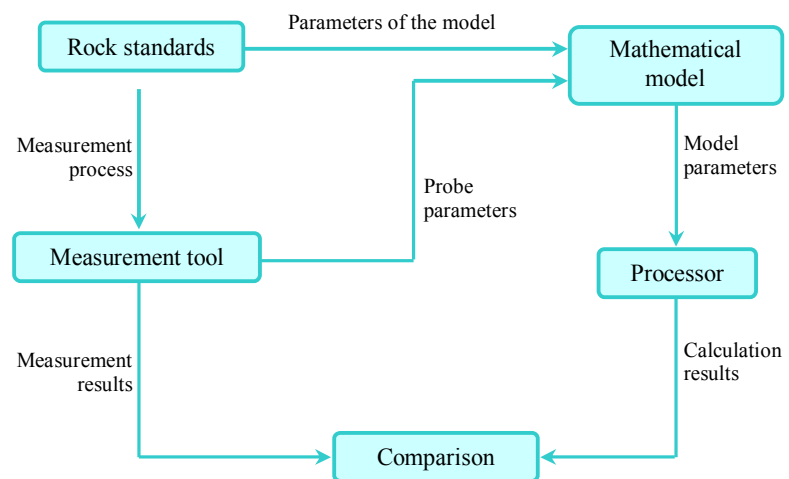 Parameters of the model
Rock standards
Mathematical
model
Measurement
process
Model
parameters
Probe
parameters
Measurement tool
Processor
Measurement
results
Calculation
results
Comparison